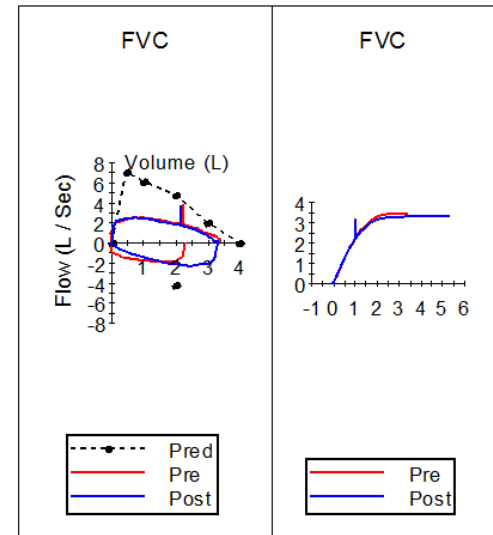 FVC
Volume (L)
Flow (L / Sec)
8
6
4
2
0
-2
-4
-6
-8
1 2 3 4
Pred
Pre
Post
FVC
4
3
2
1
0
-1 0 1 2 3 4 5 6
Pre
Post